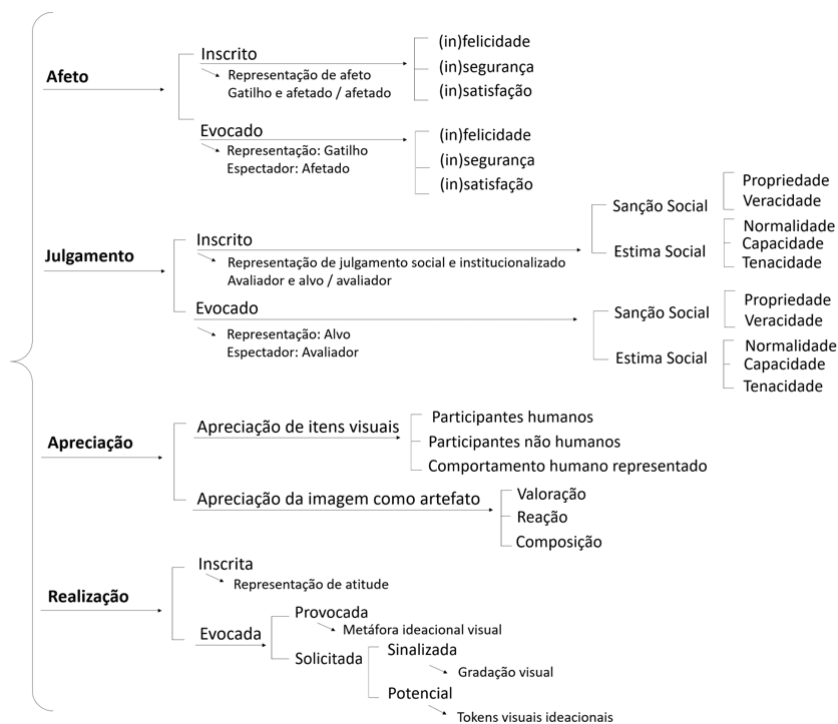 Afeto
Inscrito
Representação de afeto
Gatilho e afetado / afetado
(in)felicidade
(in)segurança
(in)satisfação
Evocado
Representação: Gatilho
Espectador: Afetado
(in)felicidade
(in)segurança
(in)satisfação
Julgamento
Inscrito
Representação de julgamento social e institucionalizado
Avaliador e alvo / avaliador
Sanção Social
Propriedade
Veracidade
Estima Social
Normalidade
Capacidade
Tenacidade
Evocado
Representação: Alvo
Espectador: Avaliador
Sanção Social
Propriedade
Veracidade
Estima Social
Normalidade
Capacidade
Tenacidade
Apreciação
Apreciação de itens visuais
Participantes humanos
Participantes não humanos
Comportamento humano representado
Apreciação da imagem como artefato
Valoração
Reação
Composição
Realização
Inscrita
Representação de atitude
Evocada
Provocada
Metáfora ideacional visual
Solicitada
Sinalizada
Gradação visual
Potencial
Tokens visuais ideacionais